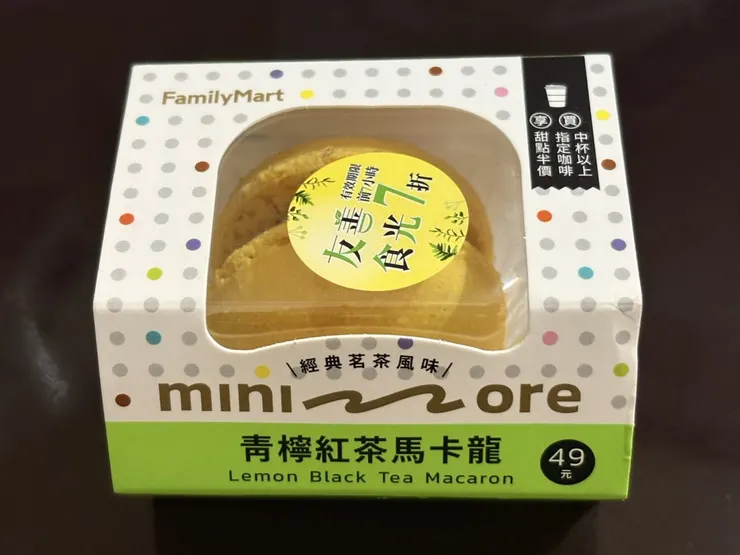 FamilyMart
買 中杯以上指定咖啡
享 甜點半價
有效期限
前7小時
友善
食光
7折
\經典茗茶風味/
mini more
青檸紅茶馬卡龍
Lemon Black Tea Macaron
49
元